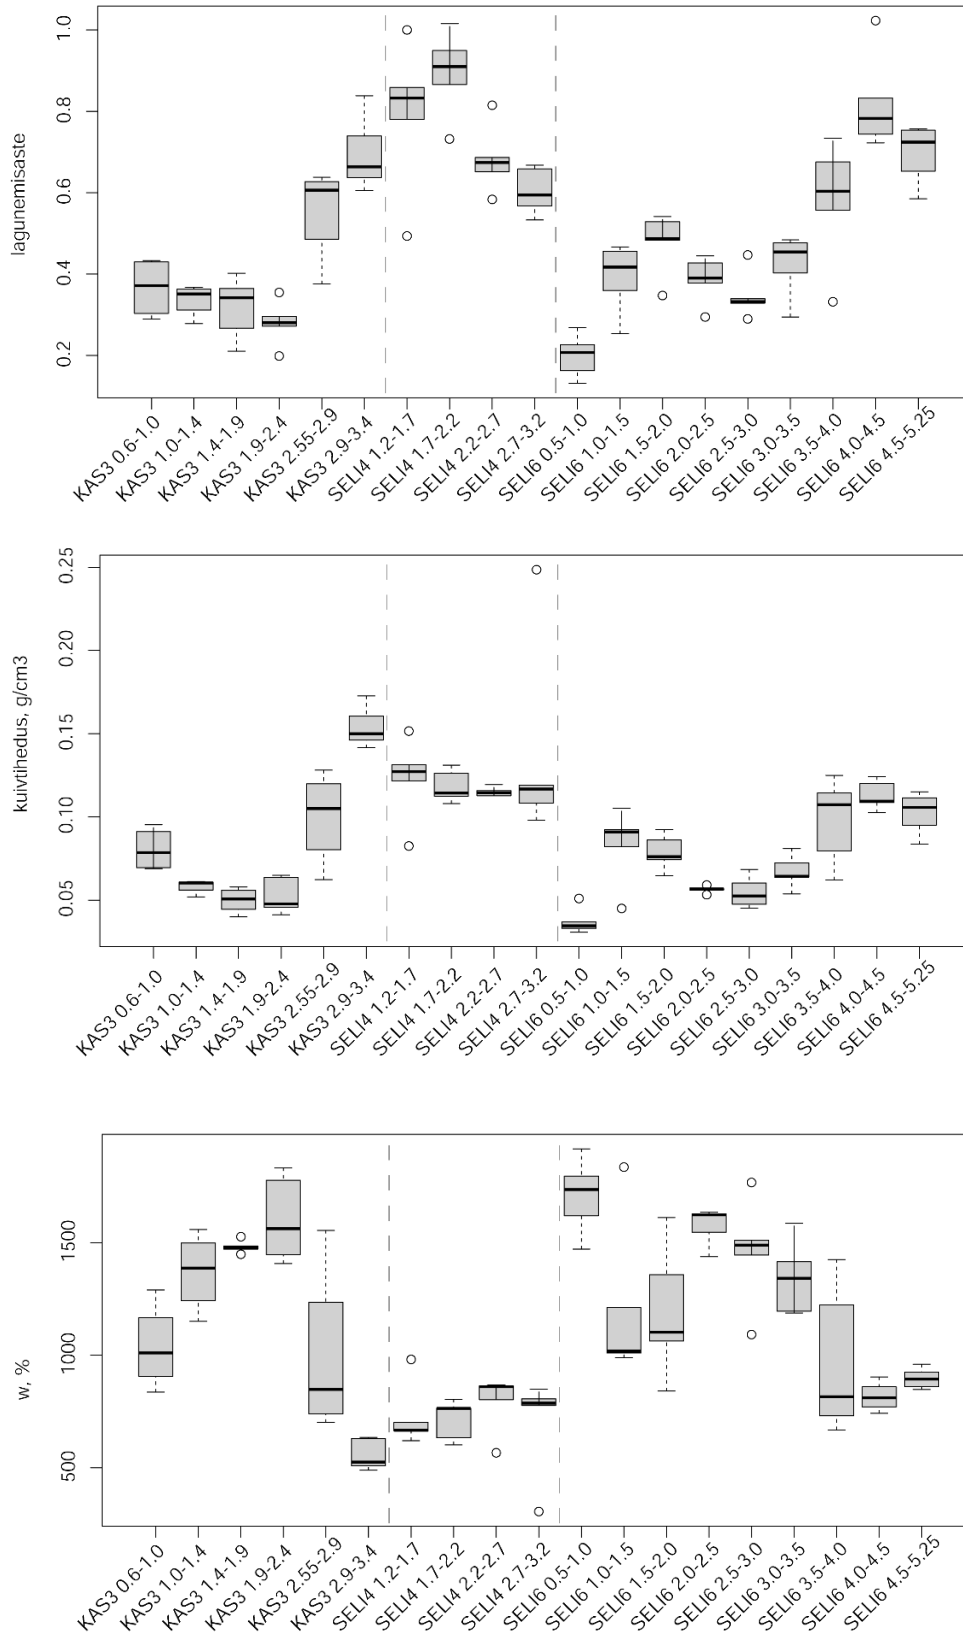 lagunemisaste
1.0
0.8
0.6
0.4
0.2
KAS3 0.6-1.0
KAS3 1.0-1.4
KAS3 1.4-1.9
KAS3 1.9-2.4
KAS3 2.55-2.9
KAS3 2.9-3.4
SELI4 1.2-1.7
SELI4 1.7-2.2
SELI4 2.2-2.7
SELI4 2.7-3.2
SELI6 0.5-1.0
SELI6 1.0-1.5
SELI6 1.5-2.0
SELI6 2.0-2.5
SELI6 2.5-3.0
SELI6 3.0-3.5
SELI6 3.5-4.0
SELI6 4.0-4.5
SELI6 4.5-5.25
kuivtihedus, g/cm3
0.25
0.20
0.15
0.10
0.05
KAS3 0.6-1.0
KAS3 1.0-1.4
KAS3 1.4-1.9
KAS3 1.9-2.4
KAS3 2.55-2.9
KAS3 2.9-3.4
SELI4 1.2-1.7
SELI4 1.7-2.2
SELI4 2.2-2.7
SELI4 2.7-3.2
SELI6 0.5-1.0
SELI6 1.0-1.5
SELI6 1.5-2.0
SELI6 2.0-2.5
SELI6 2.5-3.0
SELI6 3.0-3.5
SELI6 3.5-4.0
SELI6 4.0-4.5
SELI6 4.5-5.25
w, %
1500
1000
500
KAS3 0.6-1.0
KAS3 1.0-1.4
KAS3 1.4-1.9
KAS3 1.9-2.4
KAS3 2.55-2.9
KAS3 2.9-3.4
SELI4 1.2-1.7
SELI4 1.7-2.2
SELI4 2.2-2.7
SELI4 2.7-3.2
SELI6 0.5-1.0
SELI6 1.0-1.5
SELI6 1.5-2.0
SELI6 2.0-2.5
SELI6 2.5-3.0
SELI6 3.0-3.5
SELI6 3.5-4.0
SELI6 4.0-4.5
SELI6 4.5-5.25